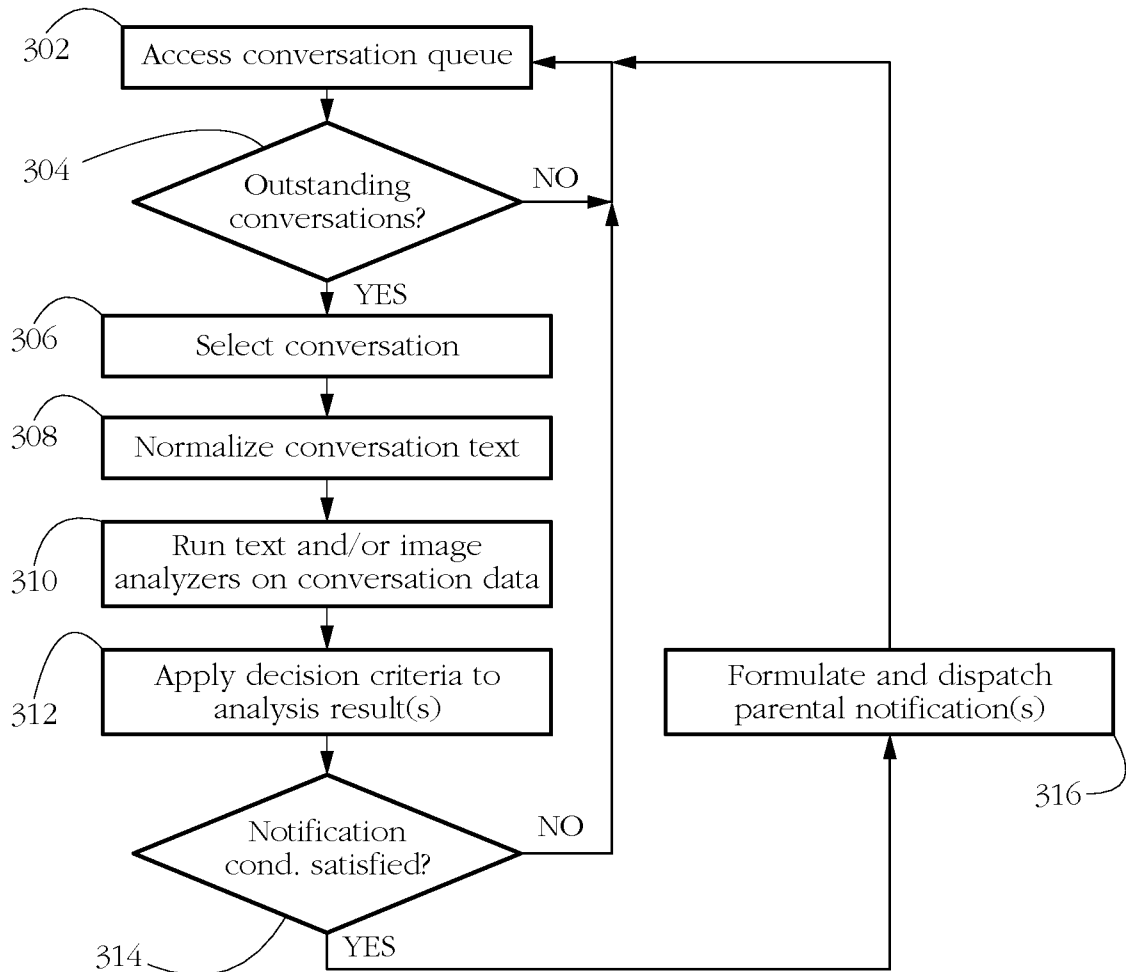 302
Access conversation queue
304
Outstanding
conversations?
NO
YES
306
Select conversation
308
Normalize conversation text
310
Run text and/or image
analyzers on conversation data
312
Apply decision criteria to
analysis result(s)
Formulate and dispatch
parental notification(s)
316
Notification
cond. satisfied?
NO
314
YES